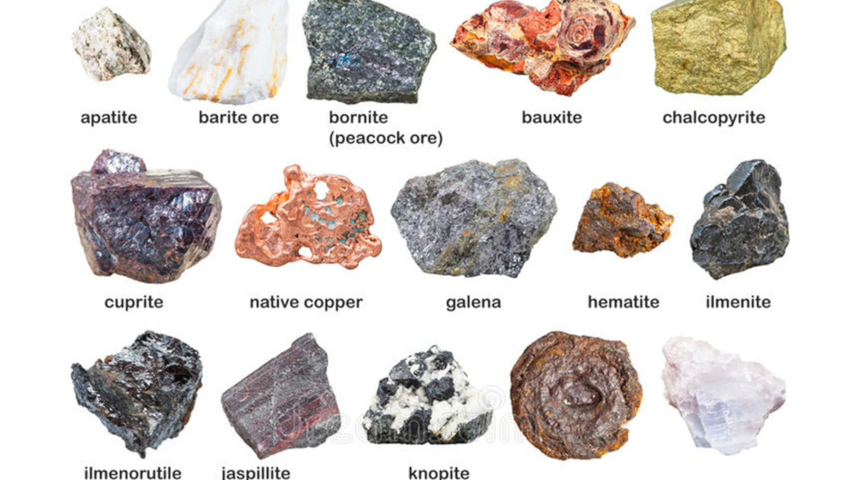 apatite
barite ore
bornite
(peacock ore)
bauxite
chalcopyrite
cuprite
native copper
galena
hematite
ilmenite
ilmenorutile
jaspillite
knopite